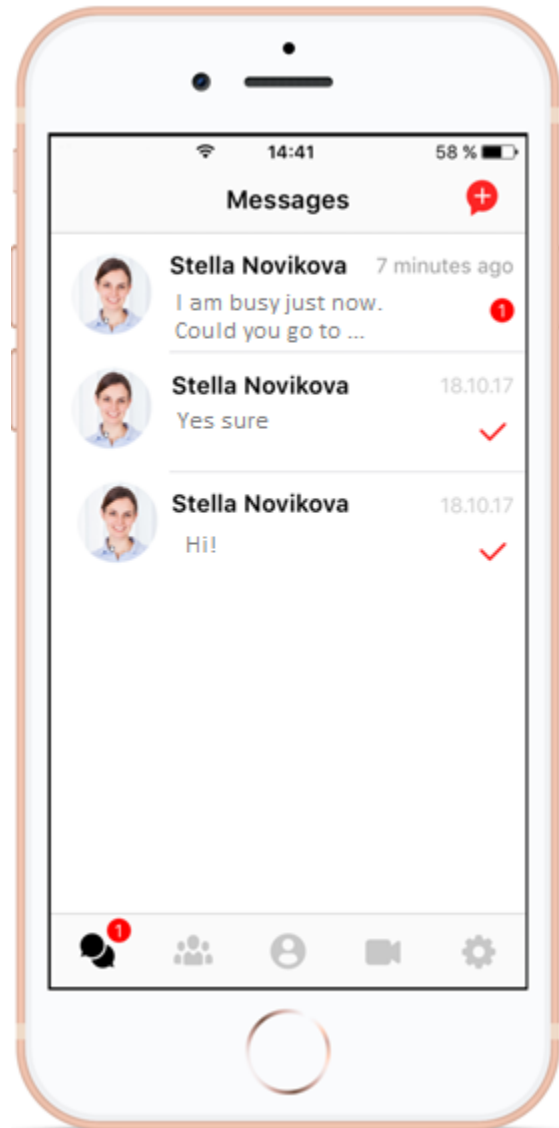 14:41 58 %
Messages
Stella Novikova 7 minutes ago
I am busy just now.
Could you go to ...
1
Stella Novikova 18.10.17
Yes sure
Stella Novikova 18.10.17
Hi!
1